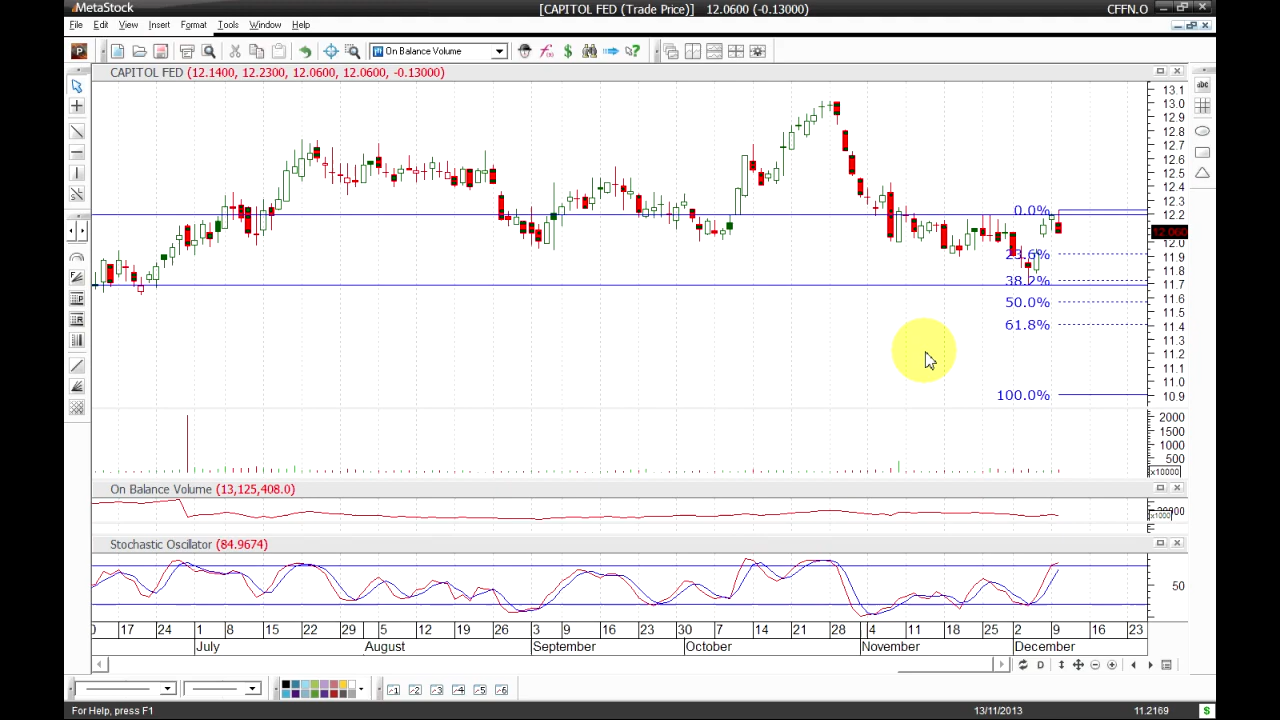 MetaStock
[CAPITOL FED (Trade Price)] 12.0600 (-0.13000)
CFFN.O
File Edit View Insert Format Tools Window Help
On Balance Volume
CAPITOL FED (12.1400, 12.2300, 12.0600, 12.0600, -0.13000)
13.1
13.0
12.9
12.8
12.7
12.6
12.5
12.4
12.3
12.2
12.060
12.0
11.9
11.8
11.7
11.6
11.5
11.4
11.3
11.2
11.1
11.0
10.9
0.0%
23.6%
38.2%
50.0%
61.8%
100.0%
2000
1500
1000
500
x10000
On Balance Volume (13,125,408.0)
x1000
Stochastic Oscilator (84.9674)
50
17 24 1 8 15 22 29 5 12 19 26 3 9 16 23 30 7 14 21 28 4 11 18 25 2 9 16 23
July August September October November December
For Help, press F1
13/11/2013
11.2169